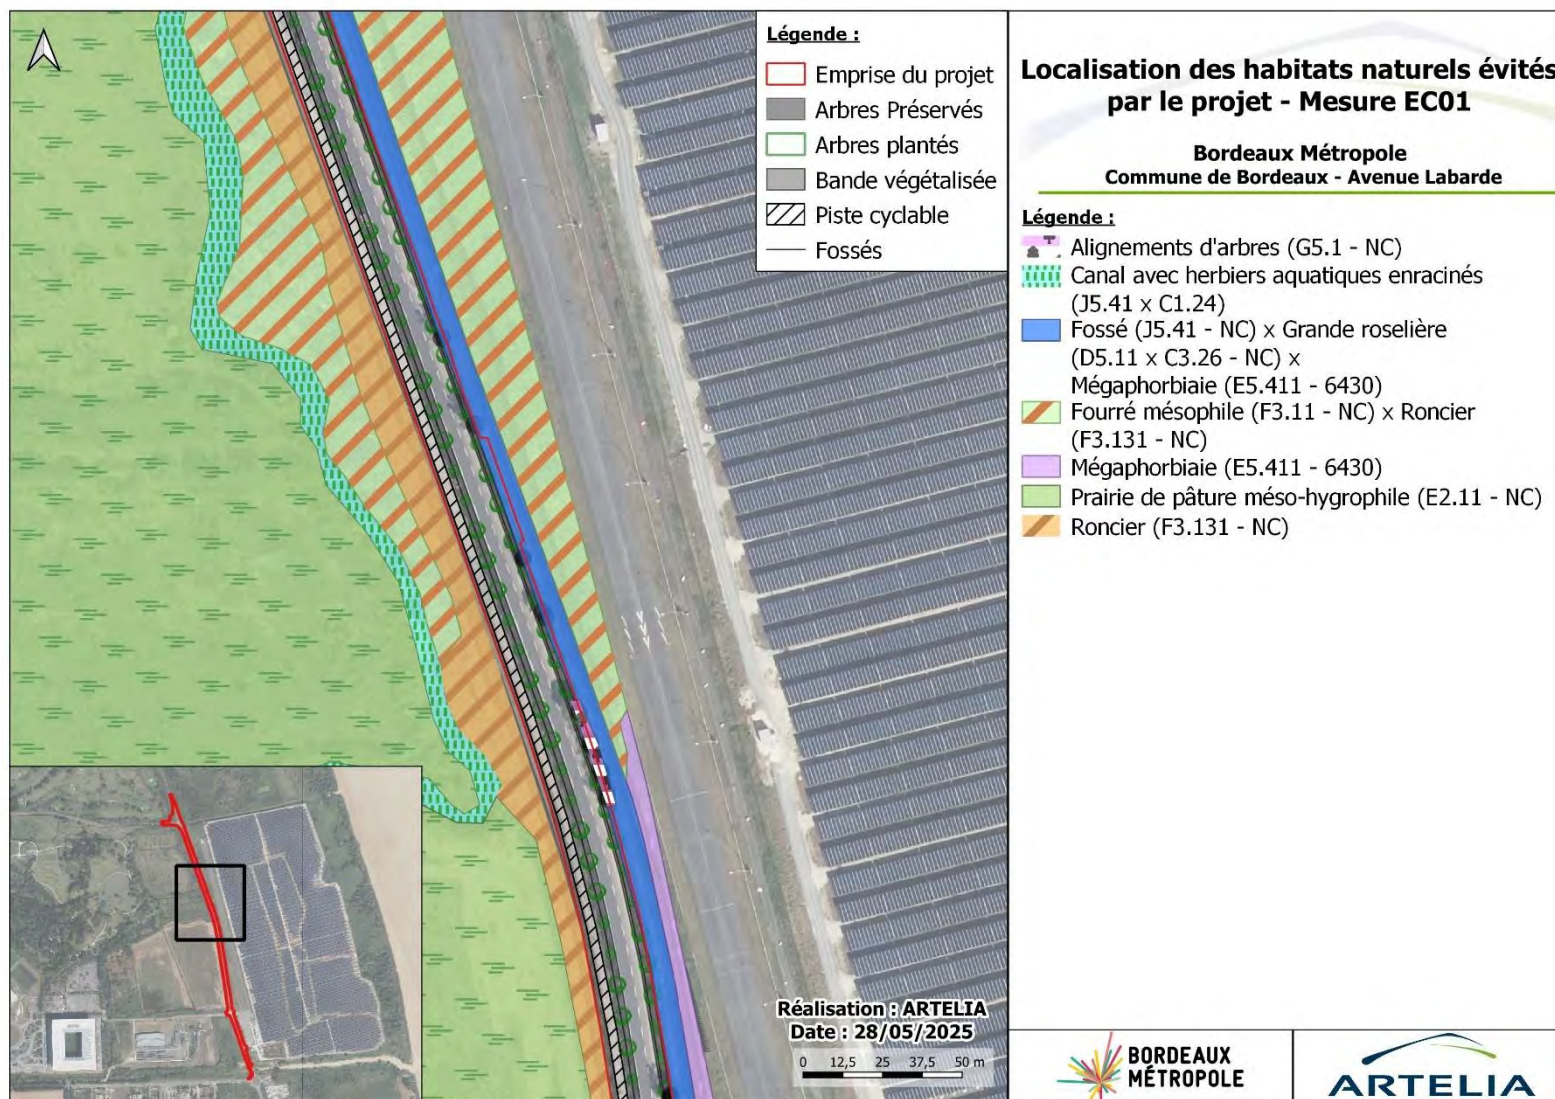 Légende :
Emprise du projet
Arbres Préservés
Arbres plantés
Bande végétalisée
Piste cyclable
Fossés
Localisation des habitats naturels évités
par le projet - Mesure EC01
Bordeaux Métropole
Commune de Bordeaux - Avenue Labarde
Légende :
Alignements d'arbres (G5.1 - NC)
Canal avec herbiers aquatiques enracinés
(J5.41 x C1.24)
Fossé (J5.41 - NC) x Grande roselière
(D5.11 x C3.26 - NC) x
Mégaphorbiaie (E5.411 - 6430)
Fourré mésophile (F3.11 - NC) x Roncier
(F3.131 - NC)
Mégaphorbiaie (E5.411 - 6430)
Prairie de pâture méso-hygrophile (E2.11 - NC)
Roncier (F3.131 - NC)
Réalisation : ARTELIA
Date : 28/05/2025
0 12,5 25 37,5 50 m
BORDEAUX
MÉTROPOLE
ARTELIA